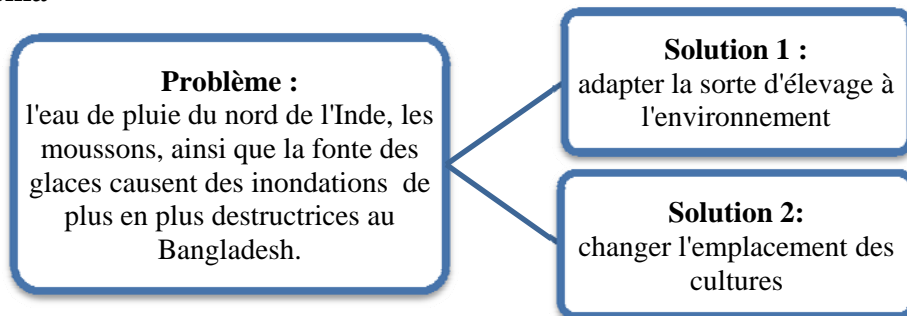 Problème :
l'eau de pluie du nord de l'Inde, les
moussons, ainsi que la fonte des
glaces causent des inondations de
plus en plus destructrices au
Bangladesh.
Solution 1 :
adapter la sorte d'élevage à
l'environnement
Solution 2:
changer l'emplacement des
cultures